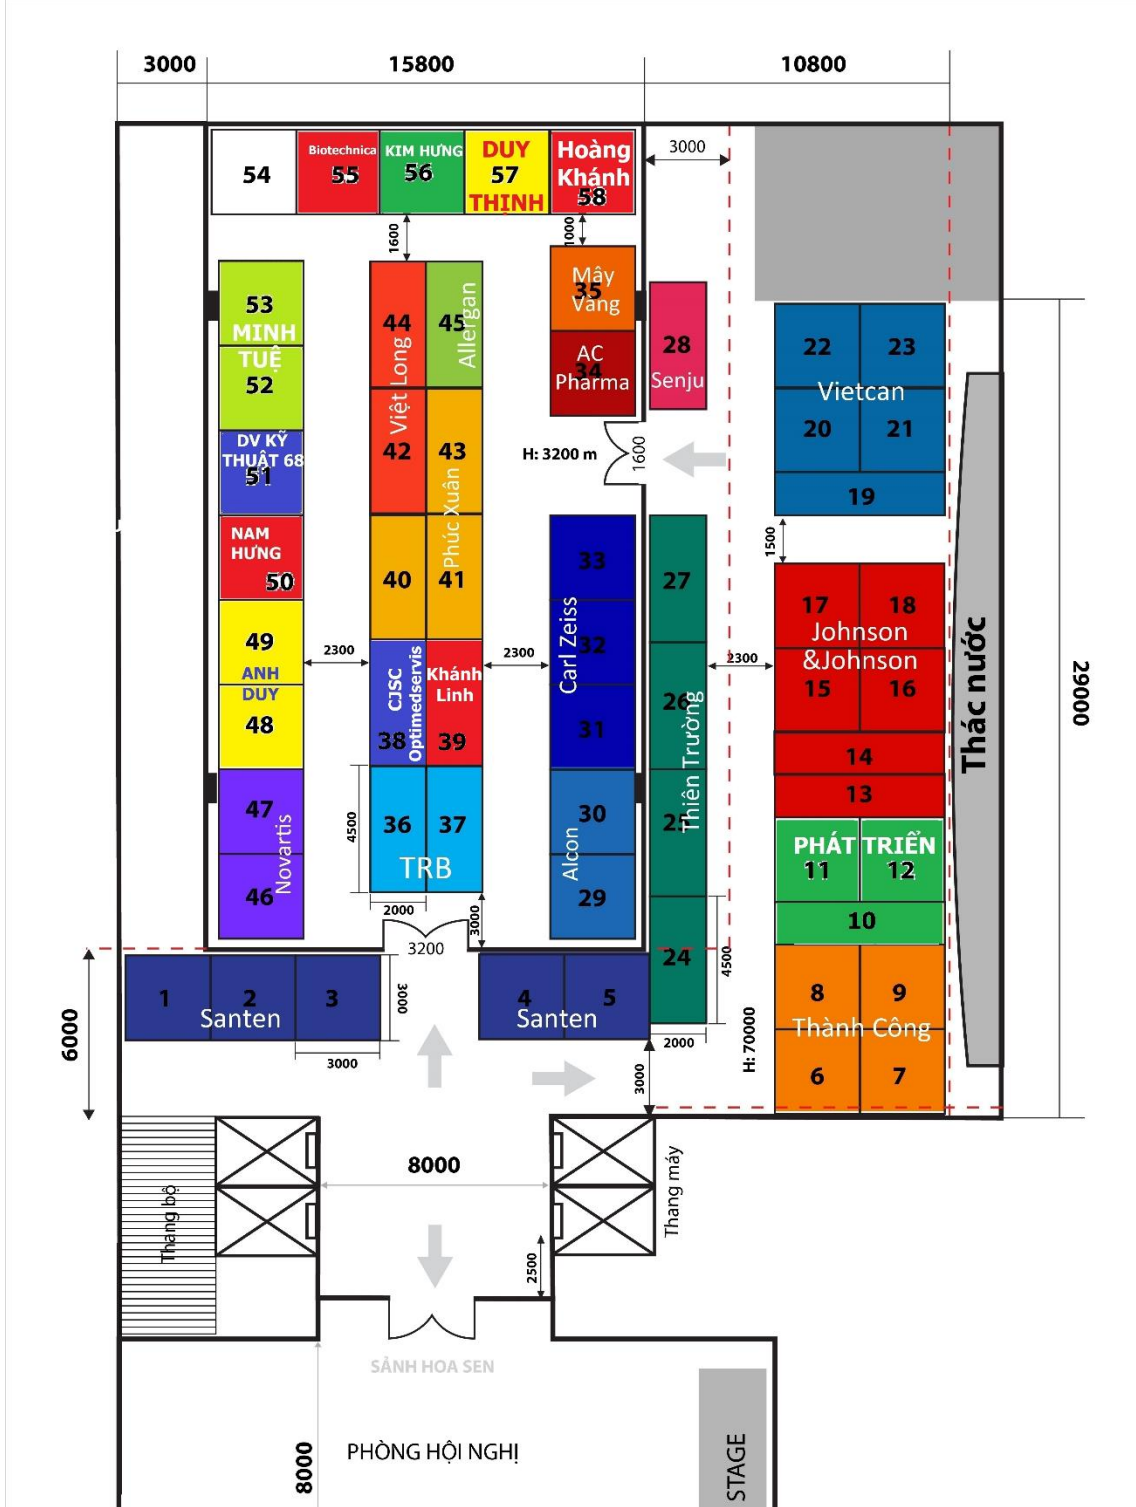 3000
15800
10800
54
Biotechnica
55
KIM HƯNG
56
DUY
57
THỊNH
Hoàng
Khánh
58
3000
1600
1000
53
MINH
TUỆ
52
DV KỸ
THUẬT 68
51
NAM
HƯNG
50
49
ANH
DUY
48
47
Novartis
46
44
Việt Long
42
45
Allergan
43
Phúc Xuân
40
41
CJSC
Optimedservis
38
Khánh
Linh
39
36
37
TRB
2300
2300
4500
2000
3000
3200
Mây
35
Vàng
AC
34
Pharma
H: 3200 m
1600
33
Carl Zeiss
32
31
30
Alcon
29
28
Senju
27
26
Thiên Trường
25
24
2300
4500
2000
22
23
Vietcan
20
21
19
1500
17
18
Johnson
&Johnson
15
16
14
13
PHÁT TRIỂN
11
12
10
8
9
Thành Công
6
7
Thác nước
29000
H: 70000
6000
1
2
3
Santen
3000
3000
4
5
Santen
3000
8000
Thang bộ
Thang máy
2500
SẢNH HOA SEN
8000
PHÒNG HỘI NGHỊ
STAGE